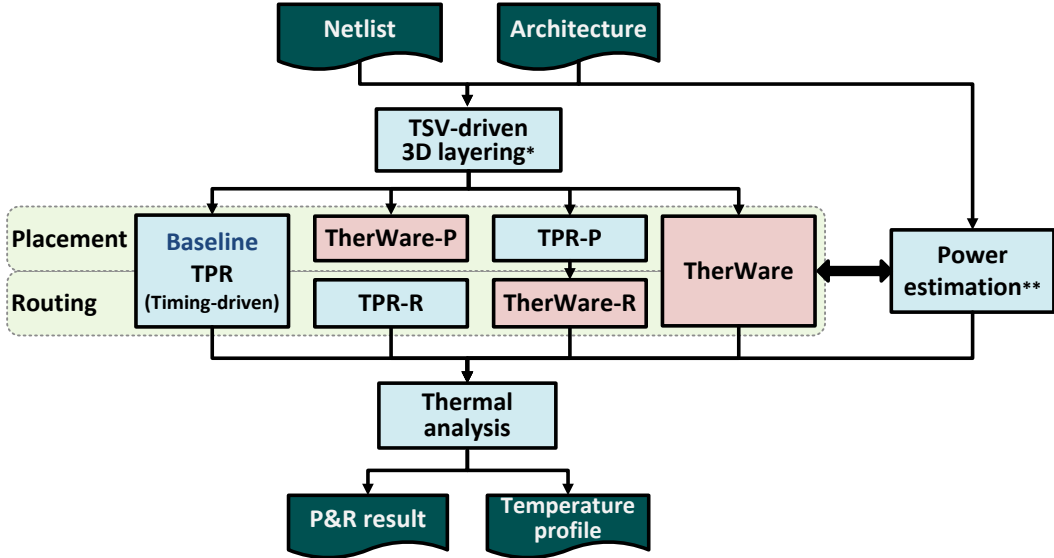 Netlist
Architecture
TSV-driven
3D layering*
Placement
Baseline
TPR
(Timing-driven)
TherWare-P
TPR-P
TherWare
Power
estimation**
Routing
TPR-R
TherWare-R
Thermal
analysis
P&R result
Temperature
profile